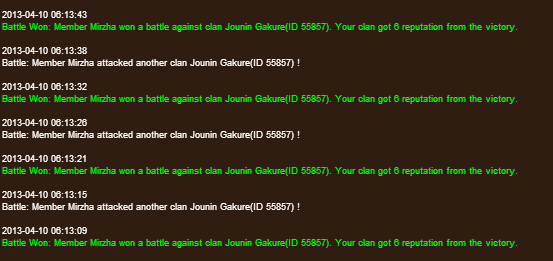 2013-04-10 06:13:43
Battle Won: Member Mirzha won a battle against clan Jounin Gakure(ID 55857). Your clan got 6 reputation from the victory.
2013-04-10 06:13:38
Battle: Member Mirzha attacked another clan Jounin Gakure(ID 55857) !
2013-04-10 06:13:32
Battle Won: Member Mirzha won a battle against clan Jounin Gakure(ID 55857). Your clan got 6 reputation from the victory.
2013-04-10 06:13:26
Battle: Member Mirzha attacked another clan Jounin Gakure(ID 55857) !
2013-04-10 06:13:21
Battle Won: Member Mirzha won a battle against clan Jounin Gakure(ID 55857). Your clan got 6 reputation from the victory.
2013-04-10 06:13:15
Battle: Member Mirzha attacked another clan Jounin Gakure(ID 55857) !
2013-04-10 06:13:09
Battle Won: Member Mirzha won a battle against clan Jounin Gakure(ID 55857). Your clan got 6 reputation from the victory.